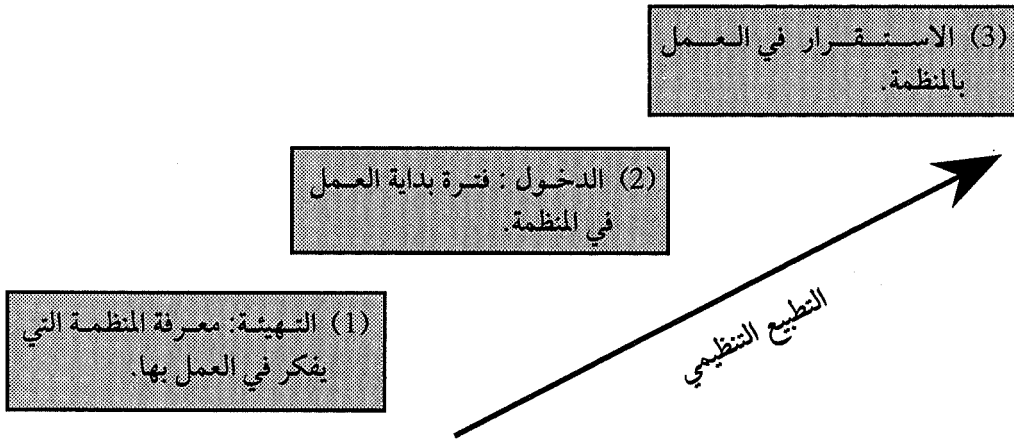 (3) الاستقرار في العمل
بالمنظمة.
(2) الدخول : فترة بداية العمل
في المنظمة.
(1) التهيئة: معرفة المنظمة التي
يفكر في العمل بها.
التطبيع التنظيمي